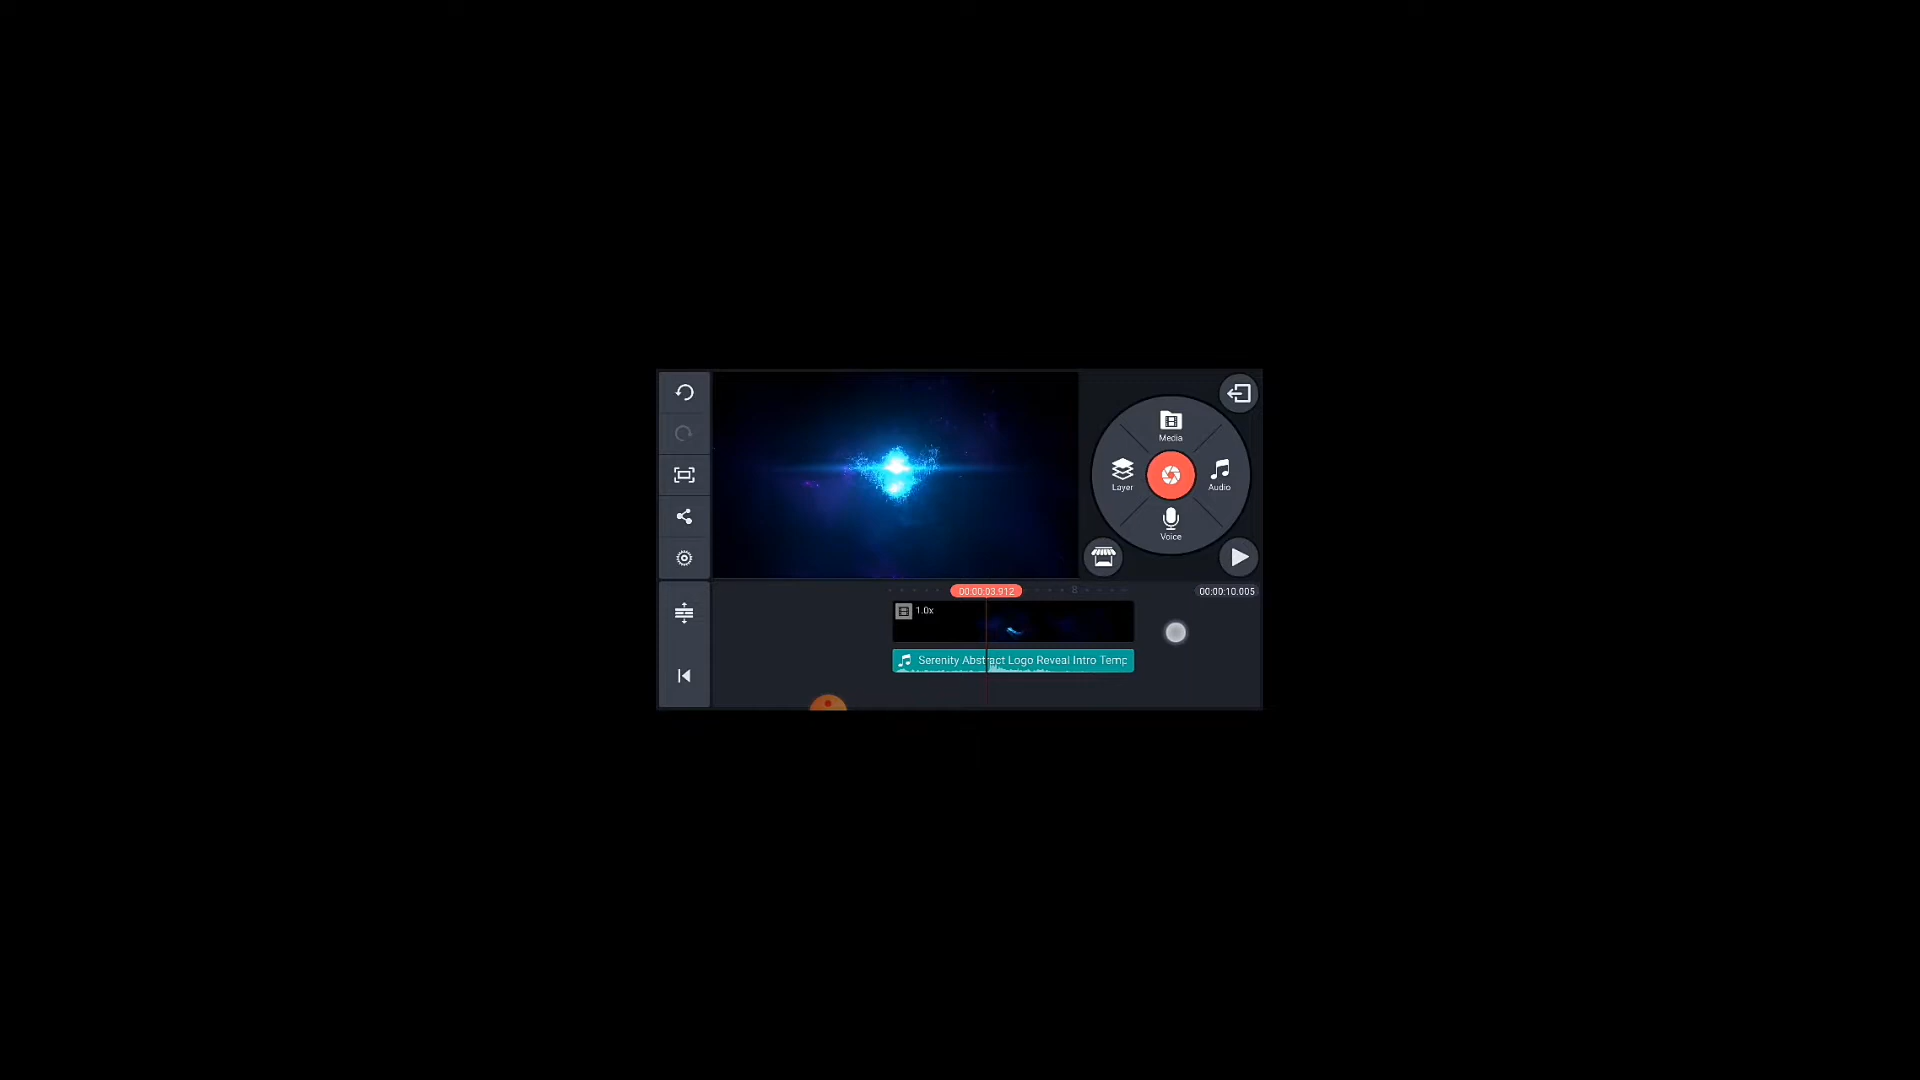 Media
Layer
Audio
Voice
00:00:03.912
8
00:00:10.005
1.0x
Serenity Abstract Logo Reveal Intro Temp